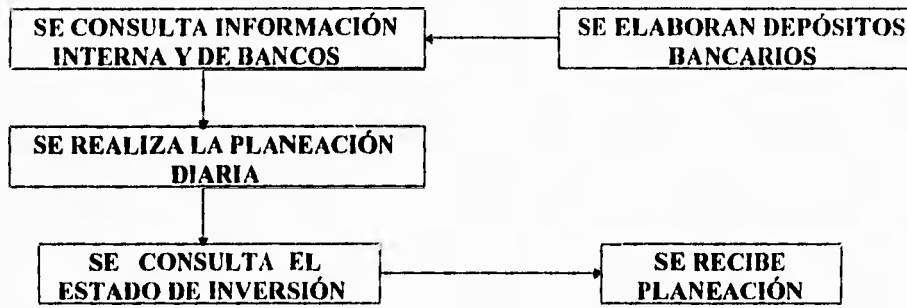 SE CONSULTA INFORMACIÓN
INTERNA Y DE BANCOS
SE ELABORAN DEPÓSITOS
BANCARIOS
SE REALIZA LA PLANEACIÓN
DIARIA
SE CONSULTA EL
ESTADO DE INVERSIÓN
SE RECIBE
PLANEACIÓN